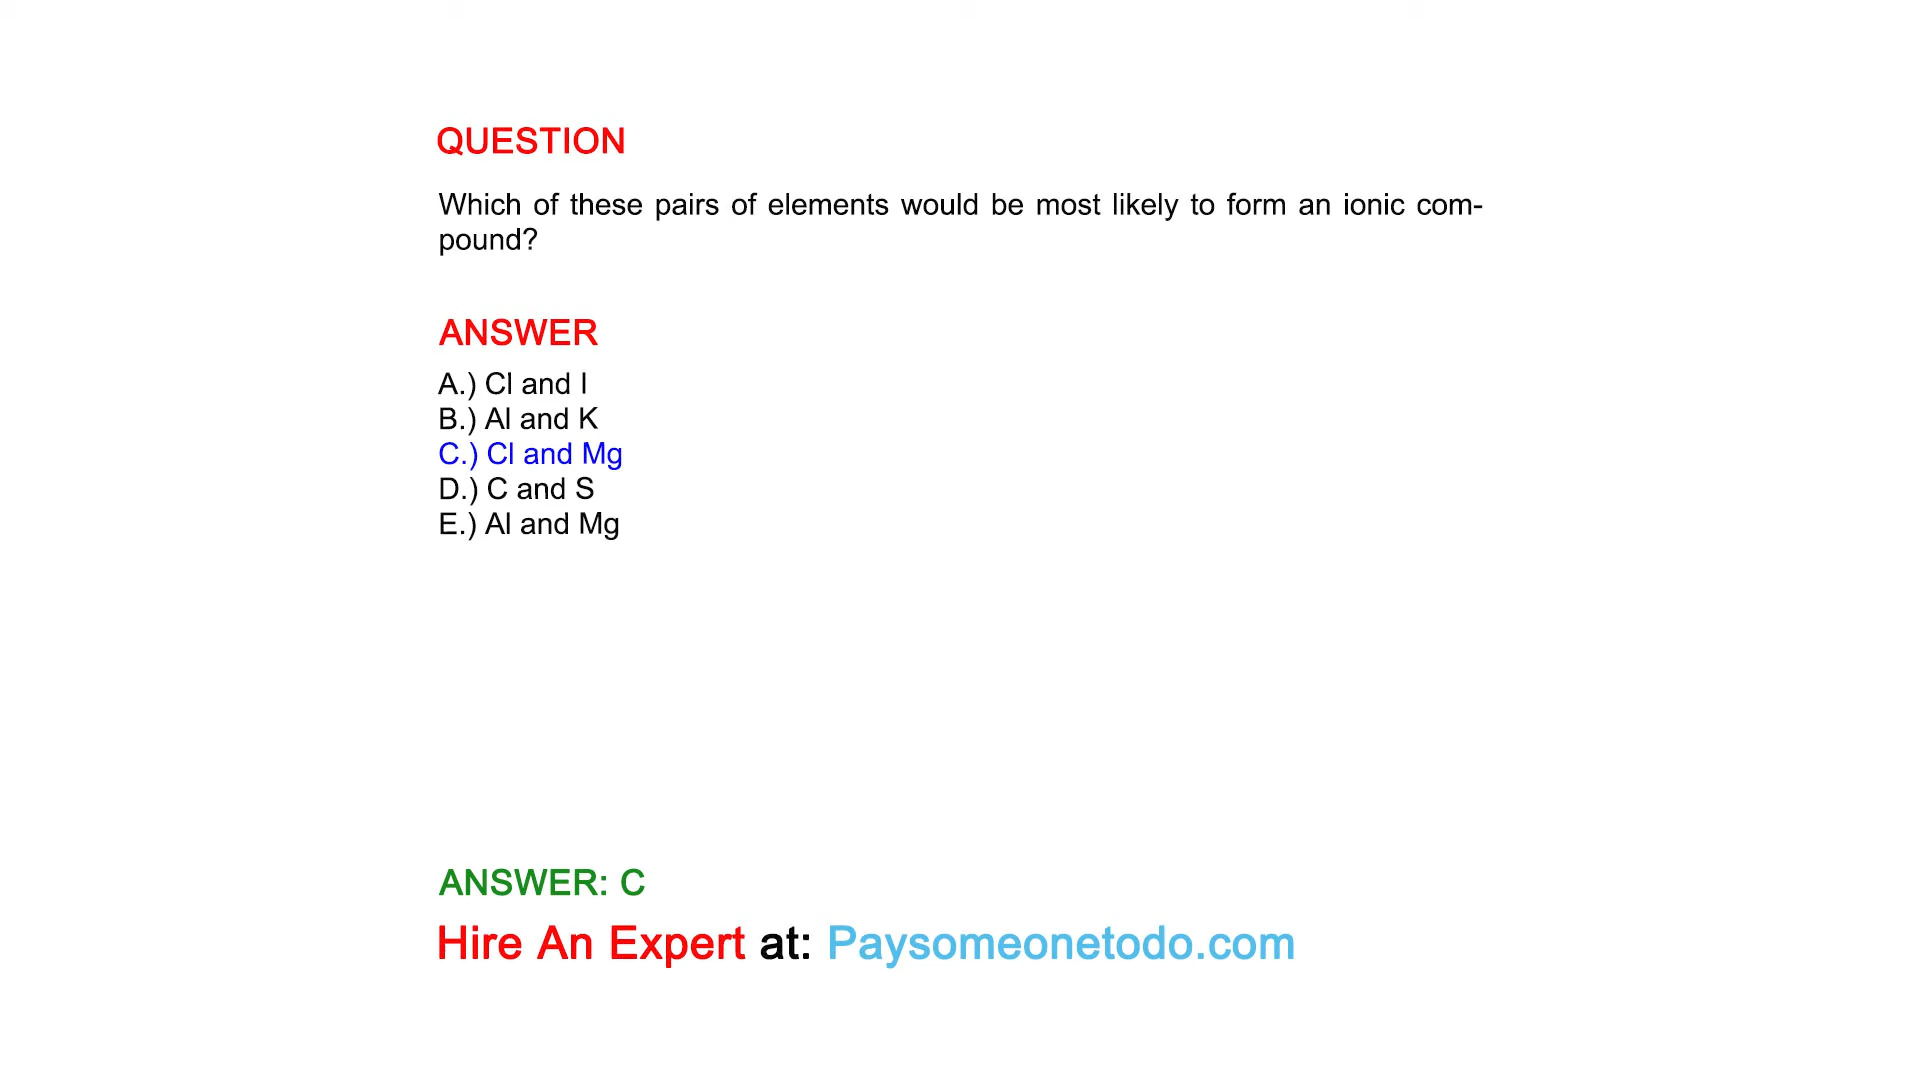 QUESTION
Which of these pairs of elements would be most likely to form an ionic com-
pound?
ANSWER
A.) Cl and I
B.) Al and K
C.) Cl and Mg
D.) C and S
E.) Al and Mg
ANSWER: C
Hire An Expert at: Paysomeonetodo.com